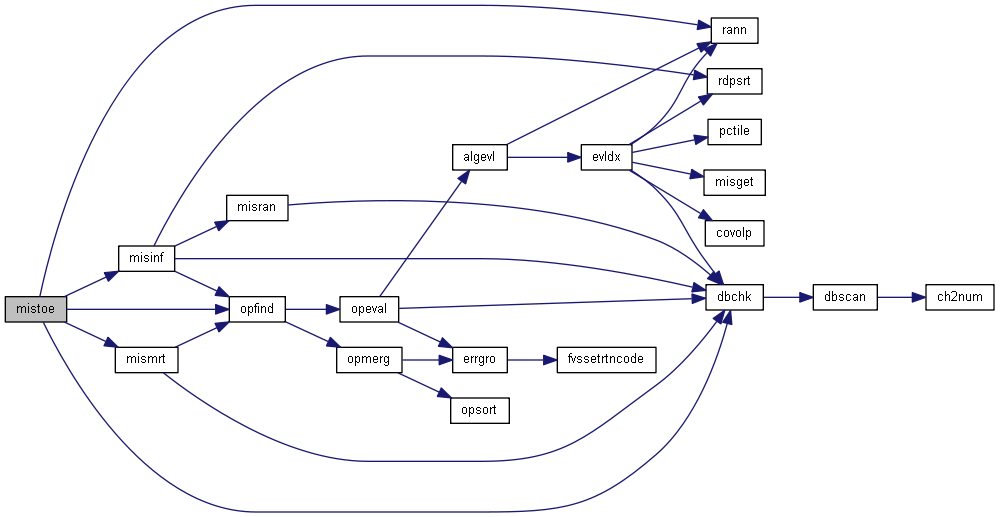 rann
rdpsrt
pctile
algevl
evldx
misget
misran
covolp
misinf
mistoe
opfind
opeval
dbchk
dbscan
ch2num
mismrt
opmerg
errgro
fvssetrtncode
opsort